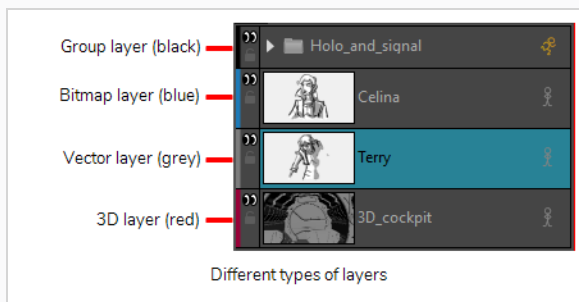 Group layer (black) Holo_and_signal
Bitmap layer (blue) Celina
Vector layer (grey) Terry
3D layer (red) 3D_cockpit
Different types of layers